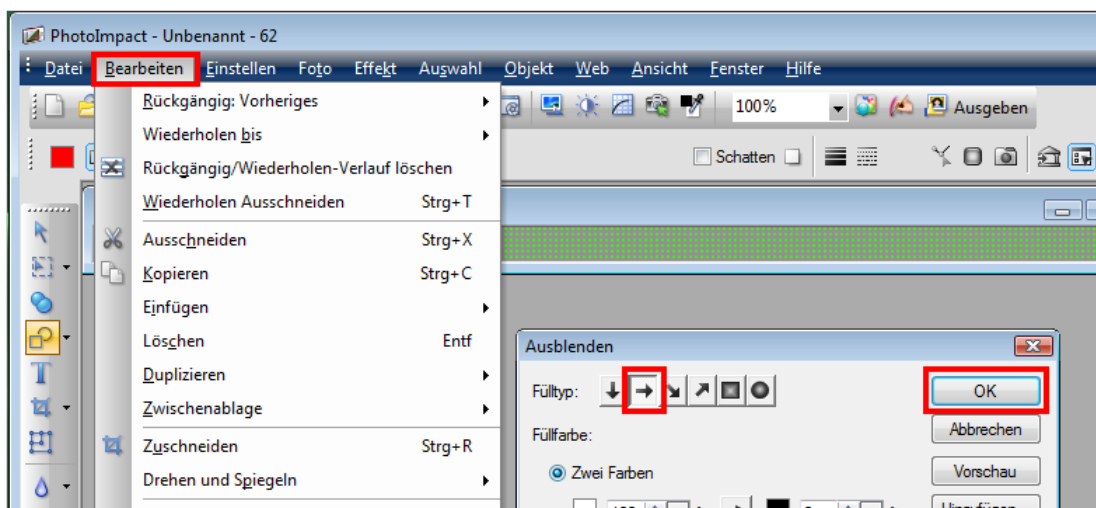 PhotoImpact - Unbenannt - 62
Datei Bearbeiten Einstellen Foto Effekt Auswahl Objekt Web Ansicht Fenster Hilfe
Rückgängig: Vorheriges
100% Ausgeben
Wiederholen bis
Schatten
Rückgängig/Wiederholen-Verlauf löschen
Wiederholen Ausschneiden Strg+T
Ausschneiden Strg+X
Kopieren Strg+C
Einfügen
Löschen Entf
Duplizieren
Zwischenablage
Zuschneiden Strg+R
Drehen und Spiegeln
Ausblenden
Fülltyp: OK
Füllfarbe: Abbrechen
Zwei Farben Vorschau